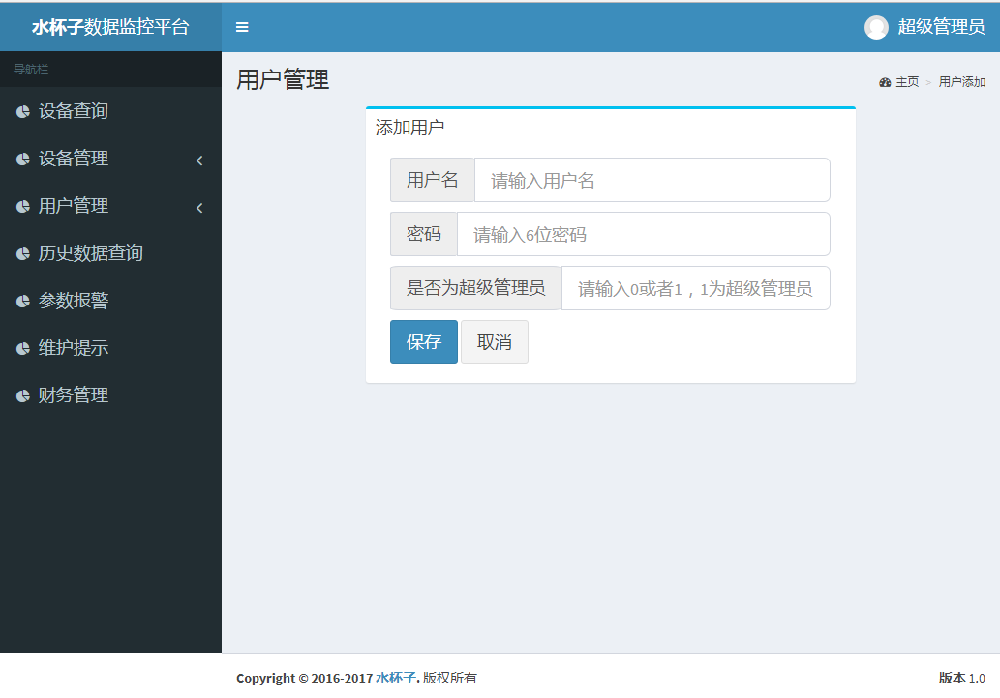 水杯子数据监控平台
超级管理员
导航栏
设备查询
设备管理
用户管理
历史数据查询
参数报警
维护提示
财务管理
用户管理
主页 > 用户添加
添加用户
用户名 请输入用户名
密码 请输入6位密码
是否为超级管理员 请输入0或者1，1为超级管理员
保存 取消
Copyright © 2016-2017 水杯子. 版权所有
版本 1.0